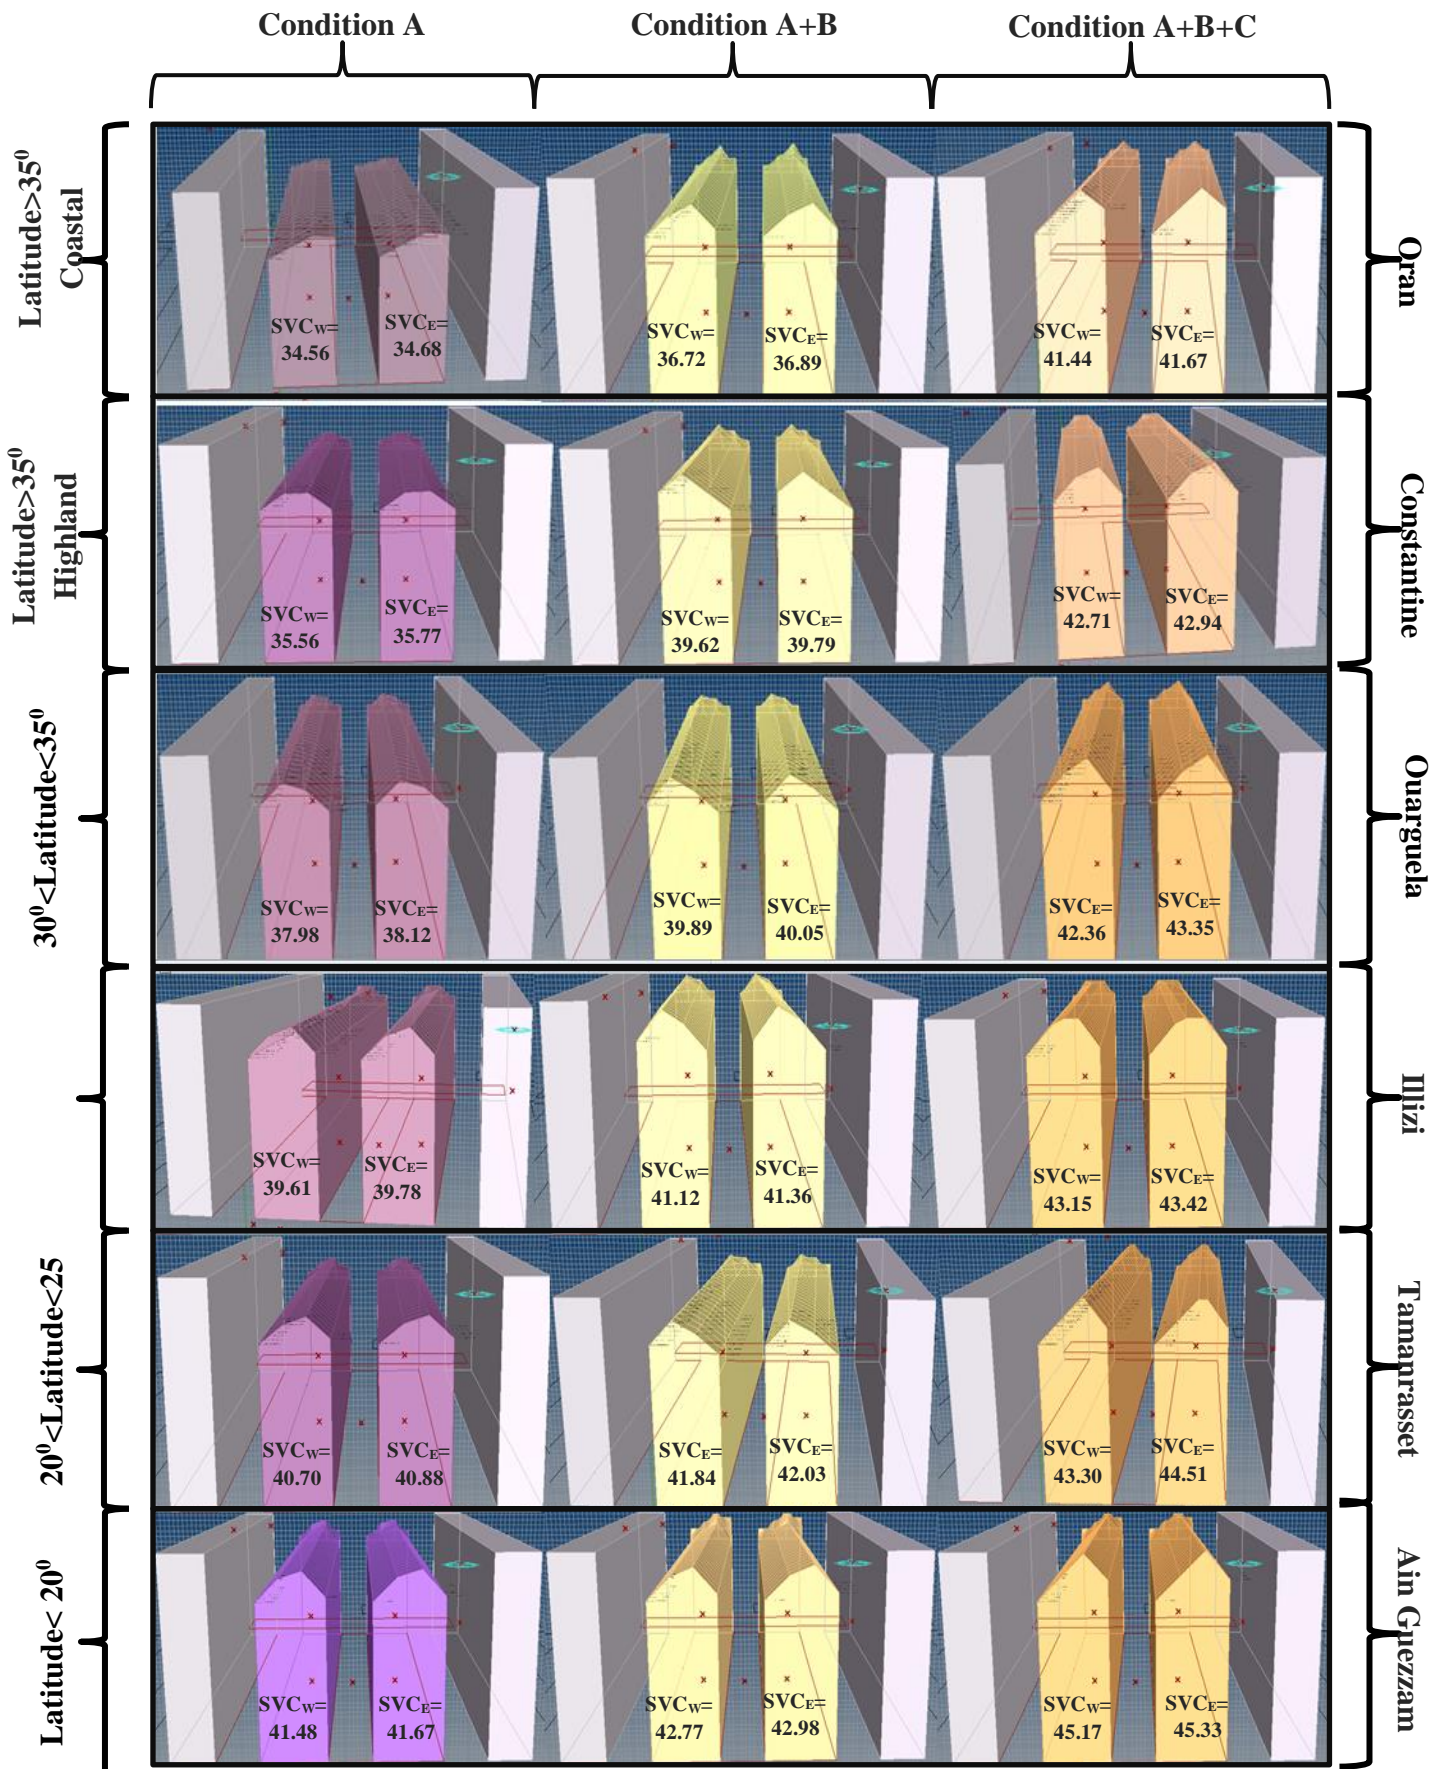 Condition A
Condition A+B
Condition A+B+C
Latitude>35⁰
Coastal
SVCW=
34.56
SVCE=
34.68
SVCW=
36.72
SVCE=
36.89
SVCW=
41.44
SVCE=
41.67
Oran
Latitude>35⁰
Highland
SVCW=
35.56
SVCE=
35.77
SVCW=
39.62
SVCE=
39.79
SVCW=
42.71
SVCE=
42.94
Constantine
30⁰<Latitude<35⁰
SVCW=
37.98
SVCE=
38.12
SVCW=
39.89
SVCE=
40.05
SVCE=
42.36
SVCE=
43.35
Ouarguela
SVCW=
39.61
SVCE=
39.78
SVCW=
41.12
SVCE=
41.36
SVCW=
43.15
SVCE=
43.42
Illizi
20⁰<Latitude<25
SVCW=
40.70
SVCE=
40.88
SVCE=
41.84
SVCE=
42.03
SVCW=
43.30
SVCE=
44.51
Tamanrasset
Latitude< 20⁰
SVCW=
41.48
SVCE=
41.67
SVCW=
42.77
SVCE=
42.98
SVCW=
45.17
SVCE=
45.33
Ain Guezzam